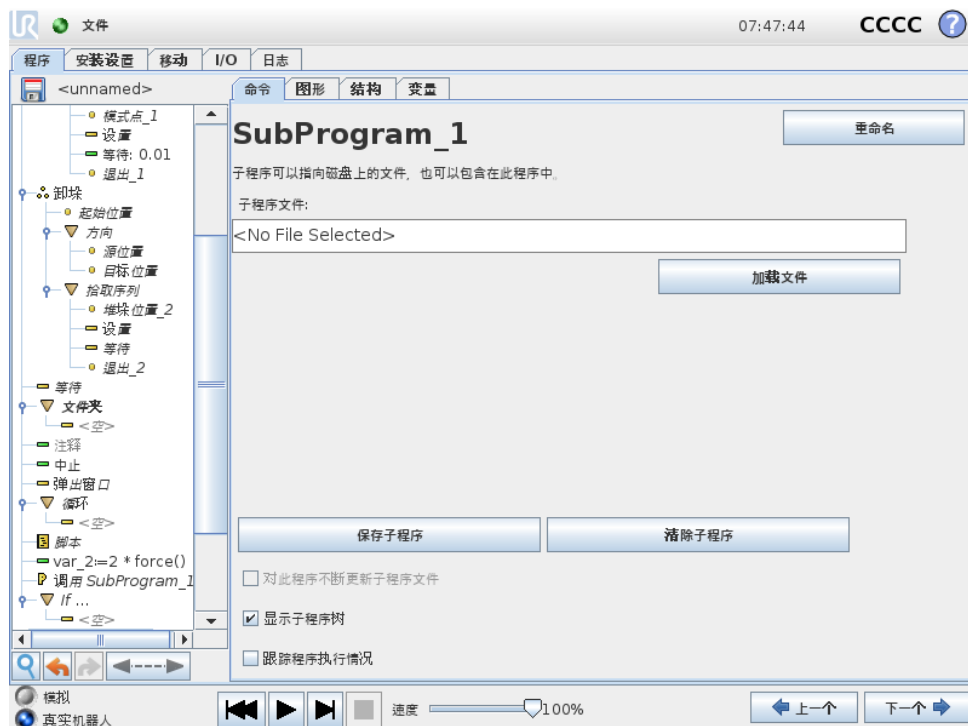 UR 文件 07:47:44 CCCC ?
程序 安装设置 移动 I/O 日志
<unnamed>
命令 图形 结构 变量
模式点_1
设置
等待: 0.01
退出_1
卸垛
起始位置
方向
源位置
目标位置
拾取序列
堆垛位置_2
设置
等待
退出_2
等待
文件夹
<空>
注释
中止
弹出窗口
循环
<空>
脚本
var_2:=2 * force()
调用 SubProgram_1
If ...
<空>
SubProgram_1
重命名
子程序可以指向磁盘上的文件，也可以包含在此程序中。
子程序文件:
<No File Selected>
加载文件
保存子程序 清除子程序
对此程序不断更新子程序文件
显示子程序树
跟踪程序执行情况
模拟
真实机器人
速度 100%
上一个 下一个